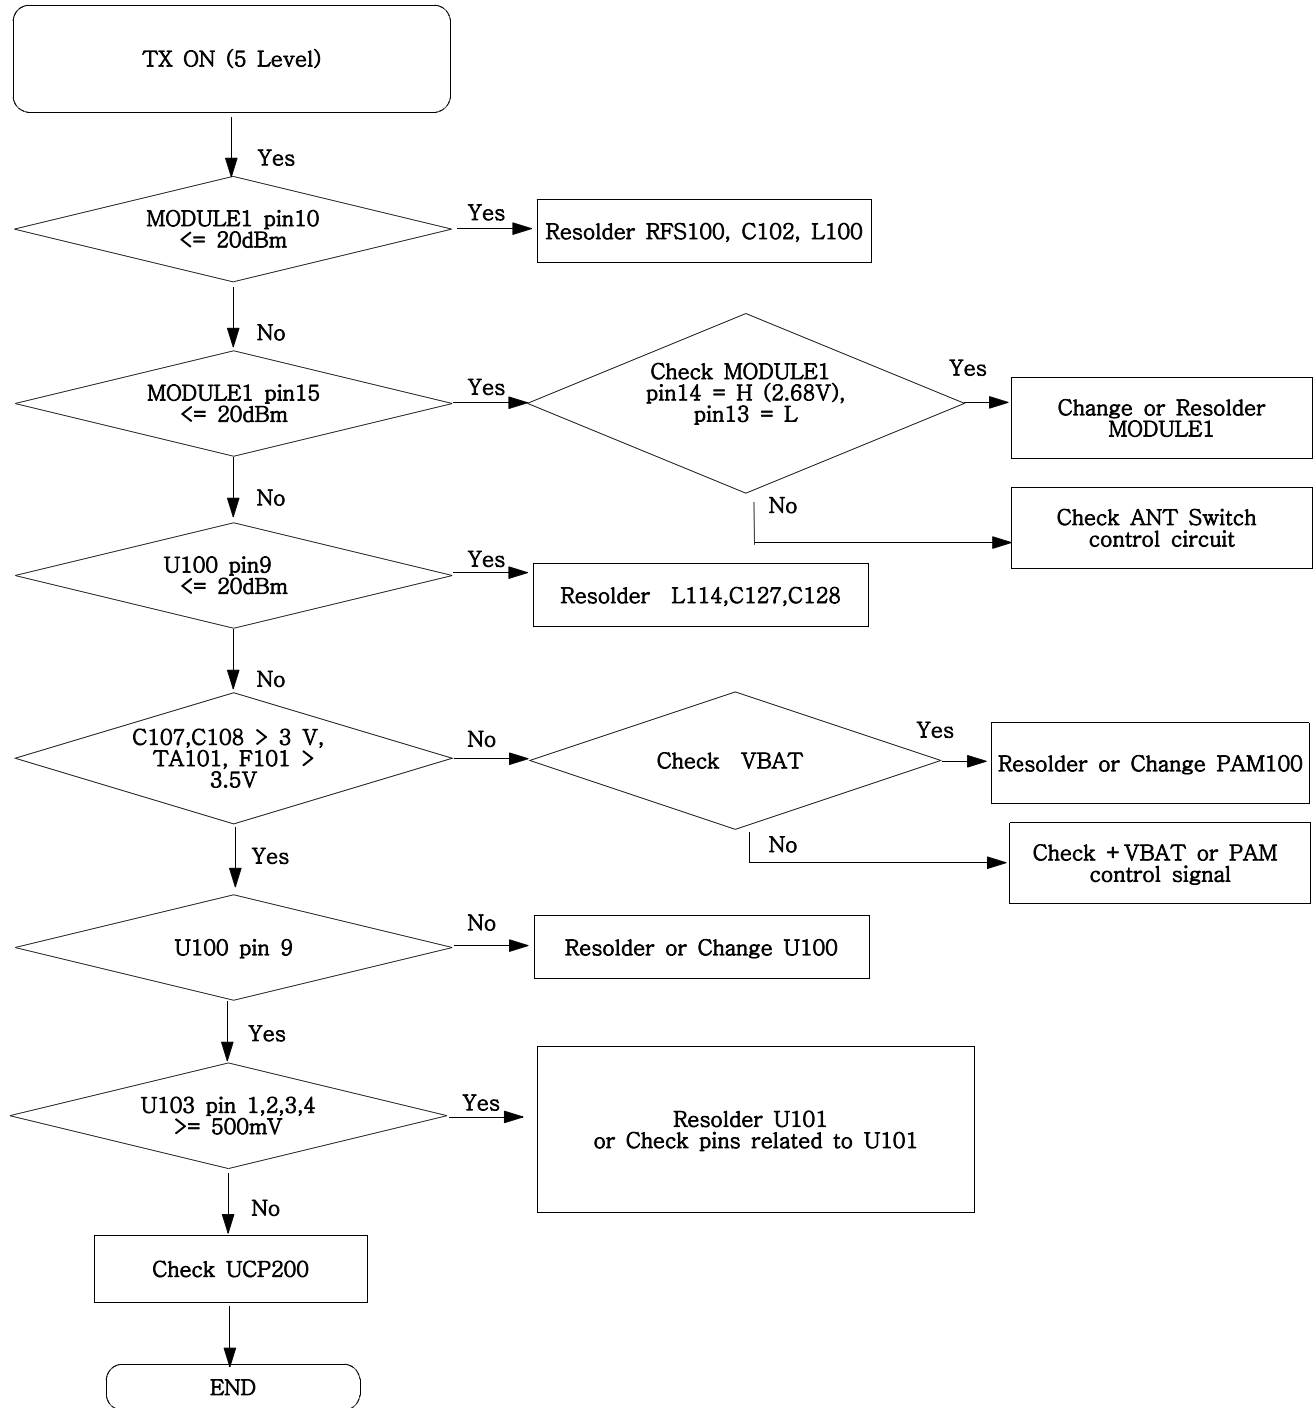 TX ON (5 Level)
Yes
MODULE1 pin10
<= 20dBm
Yes
Resolder RFS100, C102, L100
No
MODULE1 pin15
<= 20dBm
Yes
Check MODULE1
pin14 = H (2.68V),
pin13 = L
Yes
Change or Resolder
MODULE1
No
Check ANT Switch
control circuit
No
U100 pin9
<= 20dBm
Yes
Resolder L114,C127,C128
No
C107,C108 > 3 V,
TA101, F101 >
3.5V
No
Check VBAT
Yes
Resolder or Change PAM100
No
Check +VBAT or PAM
control signal
Yes
U100 pin 9
No
Resolder or Change U100
Yes
U103 pin 1,2,3,4
>= 500mV
Yes
Resolder U101
or Check pins related to U101
No
Check UCP200
END